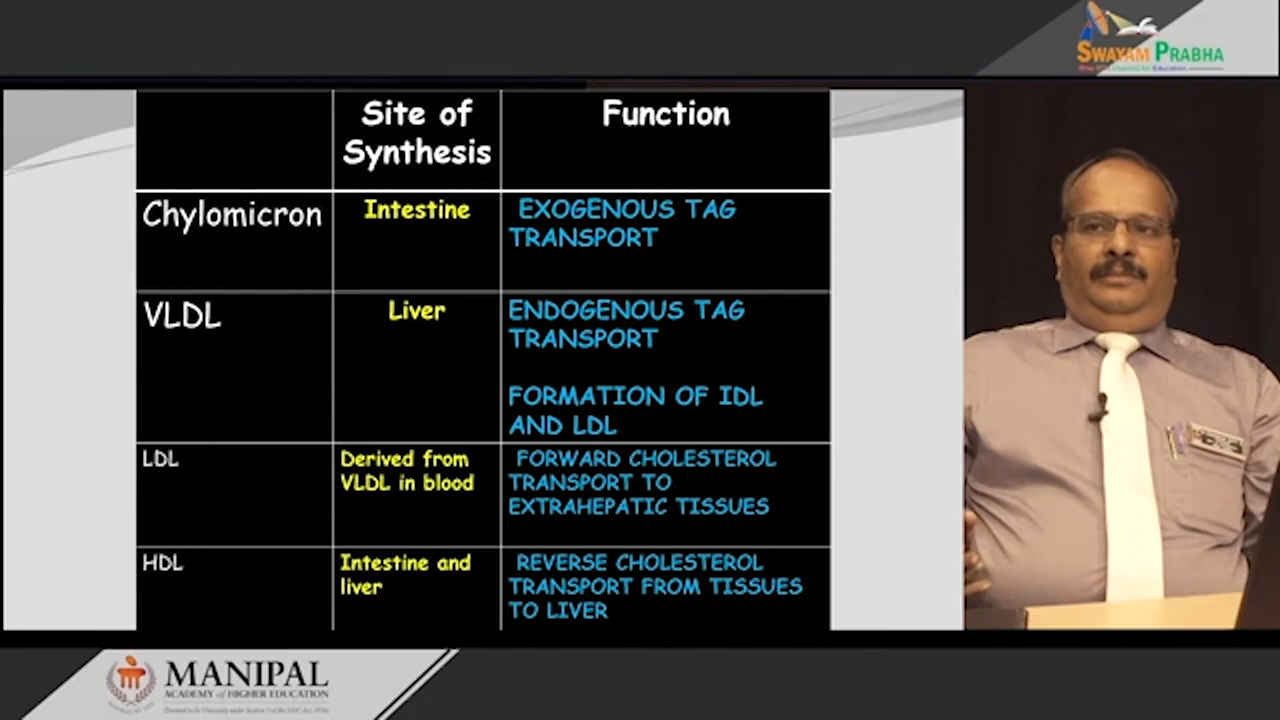 SWAYAM PRABHA
Site of
Synthesis
Function
Chylomicron
Intestine
EXOGENOUS TAG
TRANSPORT
VLDL
Liver
ENDOGENOUS TAG
TRANSPORT
FORMATION OF IDL
AND LDL
LDL
Derived from
VLDL in blood
FORWARD CHOLESTEROL
TRANSPORT TO
EXTRAHEPATIC TISSUES
HDL
Intestine and
liver
REVERSE CHOLESTEROL
TRANSPORT FROM TISSUES
TO LIVER
MANIPAL
ACADEMY of HIGHER EDUCATION